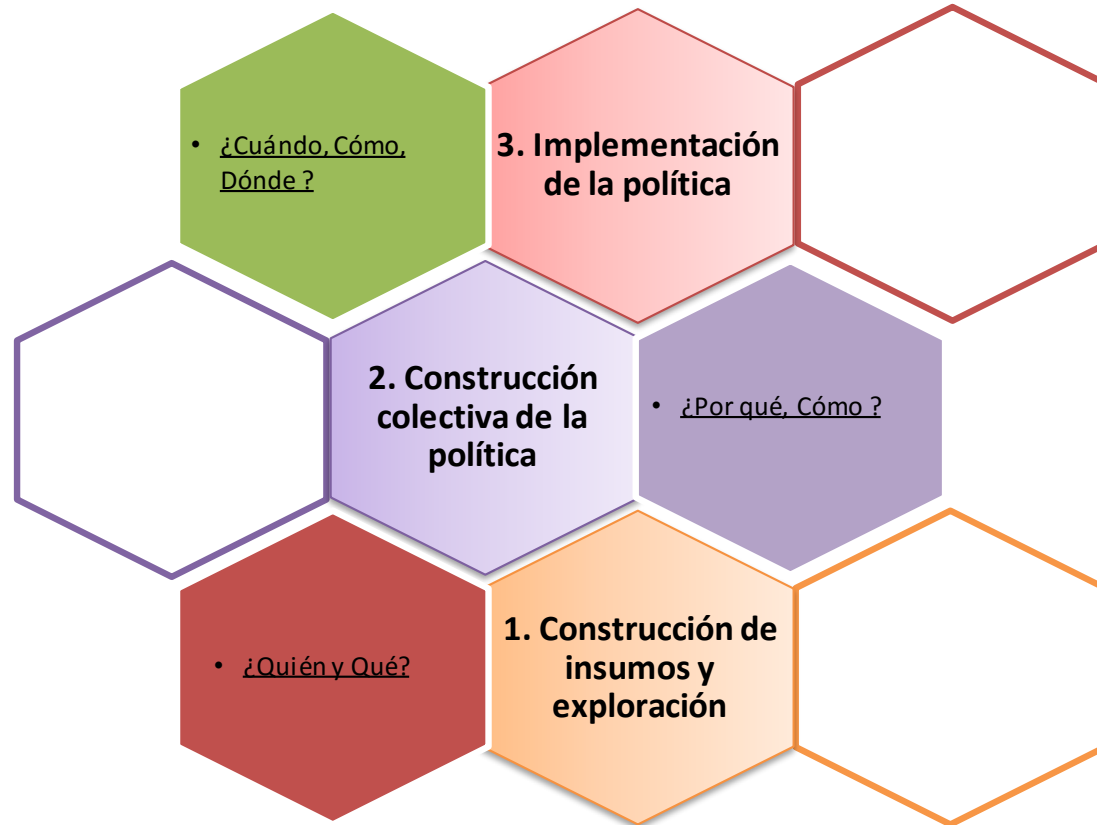 • ¿Cuándo, Cómo,
Dónde ?
3. Implementación
de la política
2. Construcción
colectiva de la
política
• ¿Por qué, Cómo ?
• ¿Quién y Qué?
1. Construcción de
insumos y
exploración